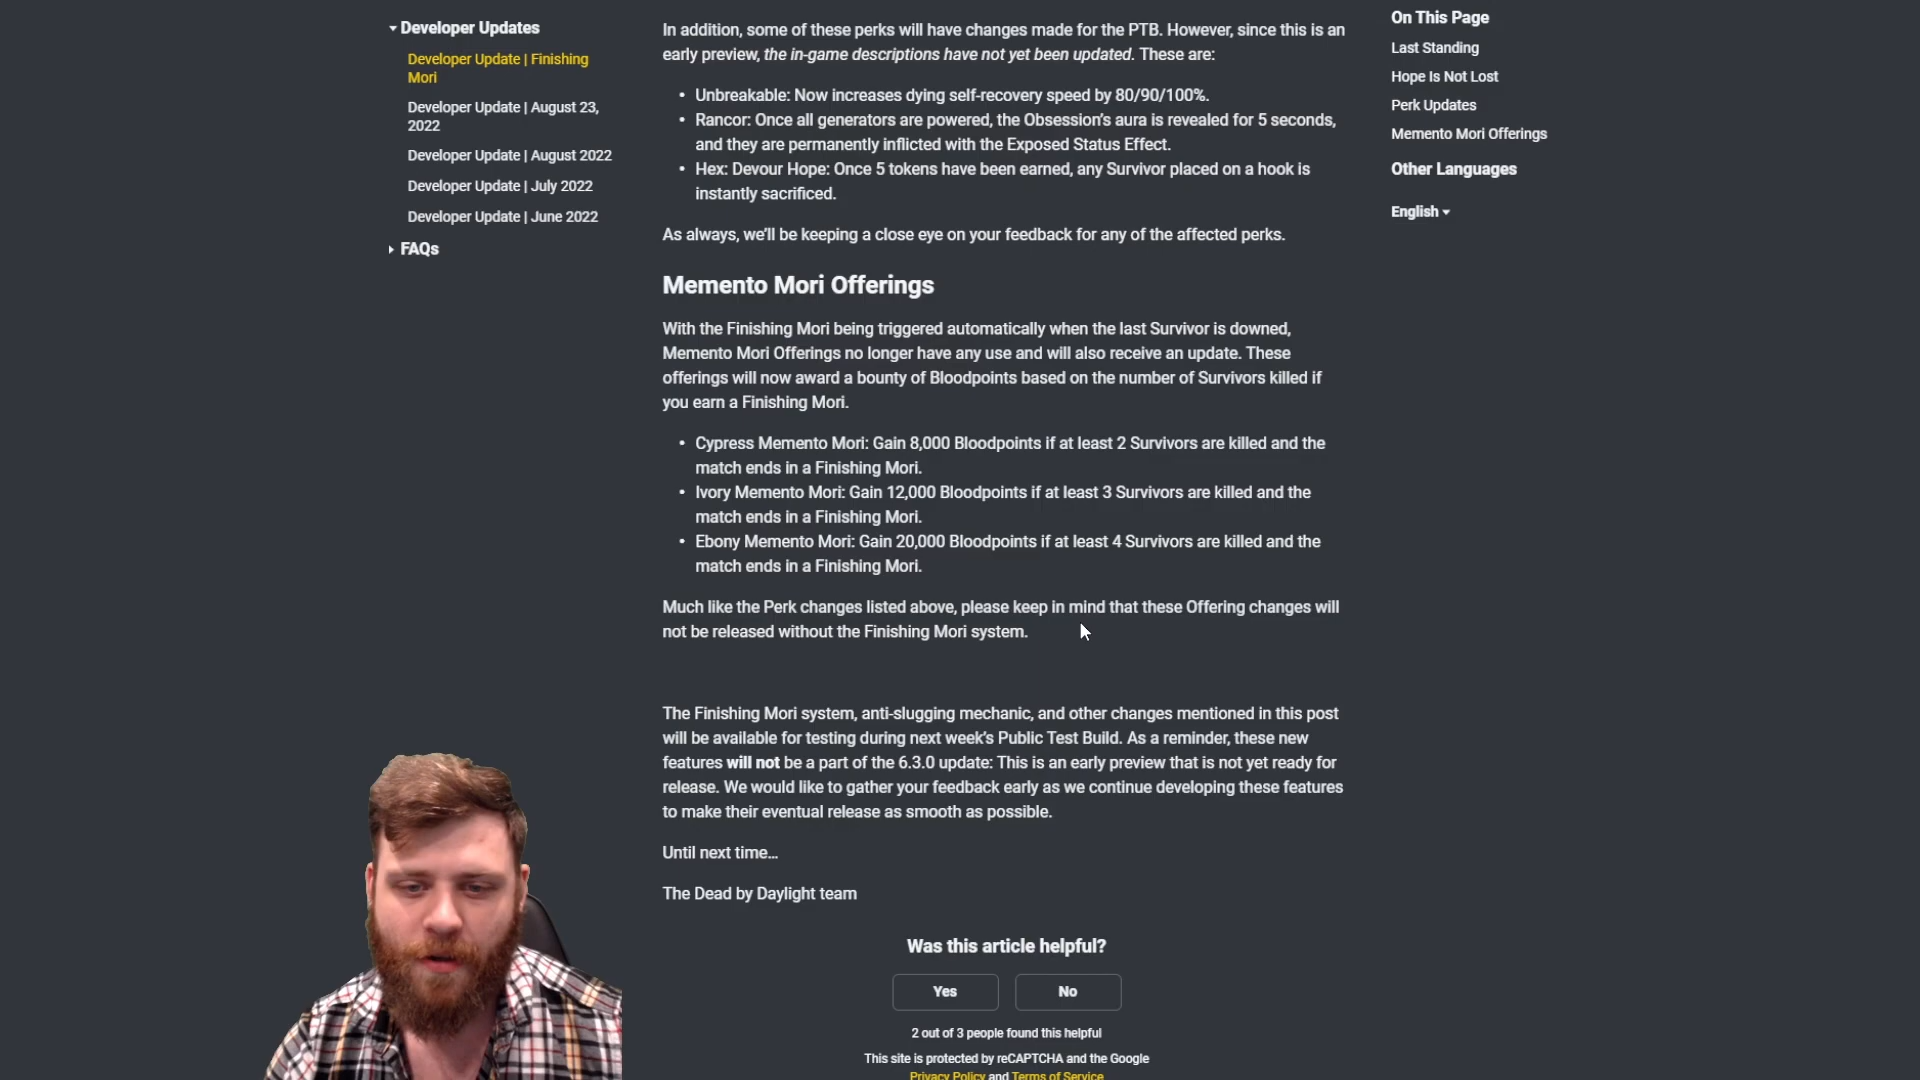 Developer Updates
Developer Update | Finishing
Mori
Developer Update | August 23,
2022
Developer Update | August 2022
Developer Update | July 2022
Developer Update | June 2022
FAQs
In addition, some of these perks will have changes made for the PTB. However, since this is an
early preview, the in-game descriptions have not yet been updated. These are:
• Unbreakable: Now increases dying self-recovery speed by 80/90/100%.
• Rancor: Once all generators are powered, the Obsession's aura is revealed for 5 seconds,
and they are permanently inflicted with the Exposed Status Effect.
• Hex: Devour Hope: Once 5 tokens have been earned, any Survivor placed on a hook is
instantly sacrificed.
As always, we'll be keeping a close eye on your feedback for any of the affected perks.
Memento Mori Offerings
With the Finishing Mori being triggered automatically when the last Survivor is downed,
Memento Mori Offerings no longer have any use and will also receive an update. These
offerings will now award a bounty of Bloodpoints based on the number of Survivors killed if
you earn a Finishing Mori.
• Cypress Memento Mori: Gain 8,000 Bloodpoints if at least 2 Survivors are killed and the
match ends in a Finishing Mori.
• Ivory Memento Mori: Gain 12,000 Bloodpoints if at least 3 Survivors are killed and the
match ends in a Finishing Mori.
• Ebony Memento Mori: Gain 20,000 Bloodpoints if at least 4 Survivors are killed and the
match ends in a Finishing Mori.
Much like the Perk changes listed above, please keep in mind that these Offering changes will
not be released without the Finishing Mori system.
The Finishing Mori system, anti-slugging mechanic, and other changes mentioned in this post
will be available for testing during next week's Public Test Build. As a reminder, these new
features will not be a part of the 6.3.0 update: This is an early preview that is not yet ready for
release. We would like to gather your feedback early as we continue developing these features
to make their eventual release as smooth as possible.
Until next time...
The Dead by Daylight team
Was this article helpful?
Yes
No
2 out of 3 people found this helpful
This site is protected by reCAPTCHA and the Google
Privacy Policy and Terms of Service
On This Page
Last Standing
Hope Is Not Lost
Perk Updates
Memento Mori Offerings
Other Languages
English